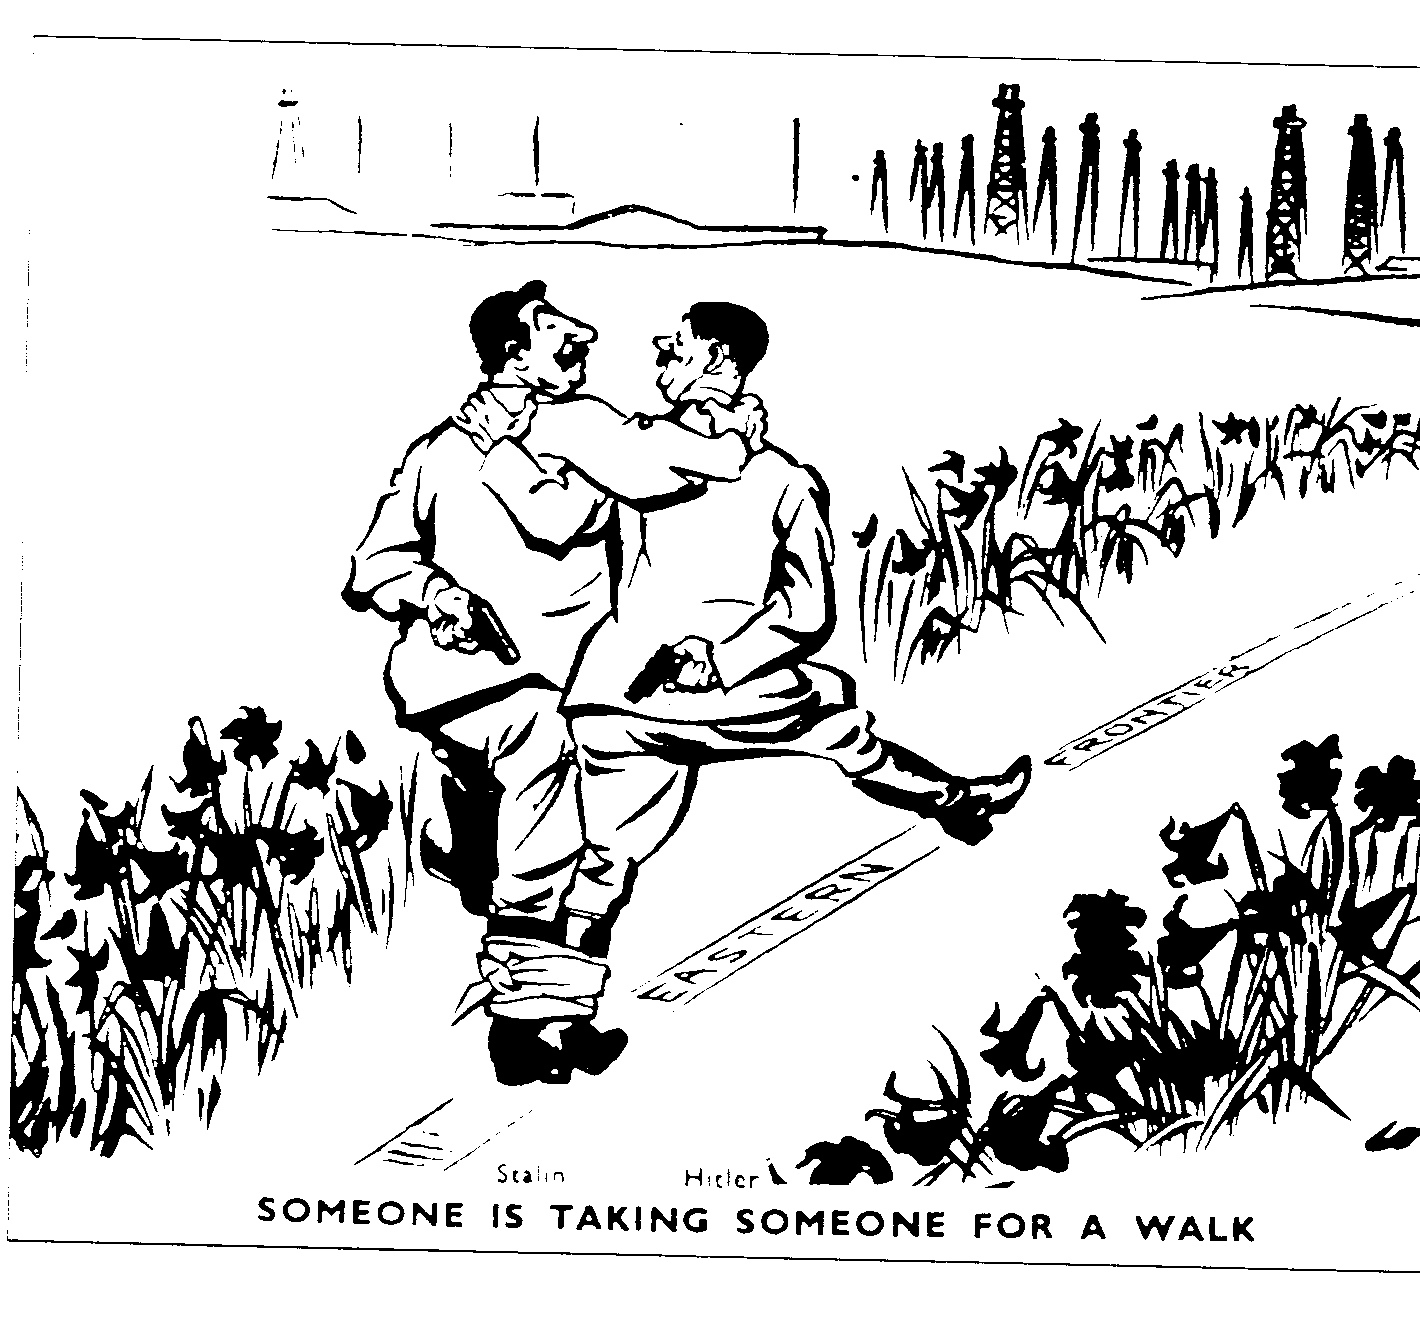 EASTERN FRONTIER
Stalin Hitler
SOMEONE IS TAKING SOMEONE FOR A WALK